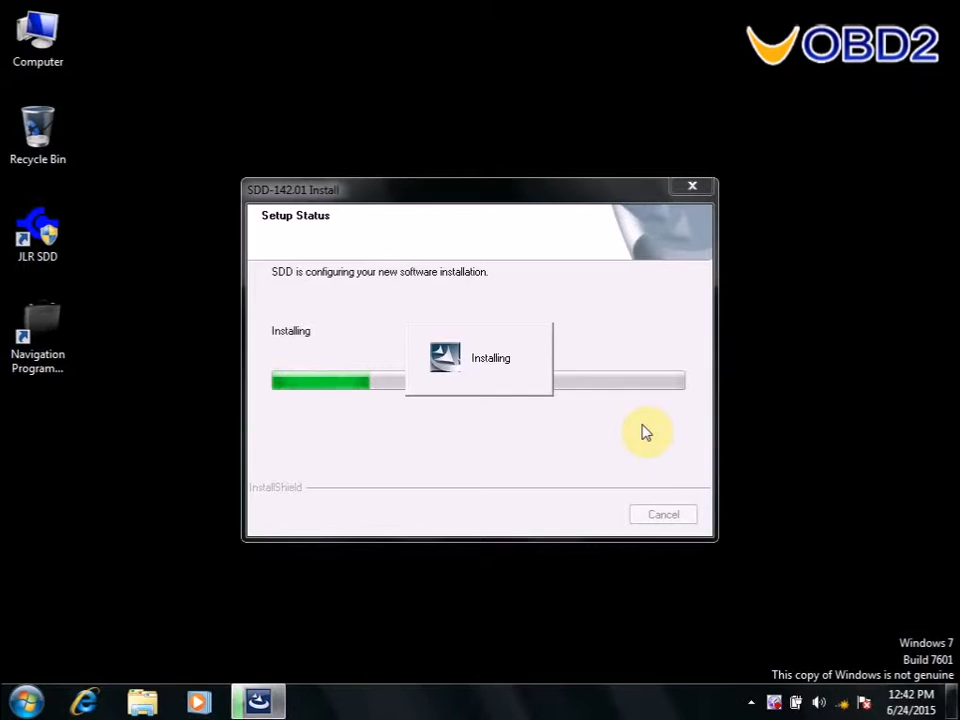 Computer
Recycle Bin
JLR SDD
Navigation
Program...
VOBD2
SDD-142.01 Install
Setup Status
SDD is configuring your new software installation.
Installing
Installing
InstallShield
Cancel
Windows 7
Build 7601
This copy of Windows is not genuine
12:42 PM
6/24/2015